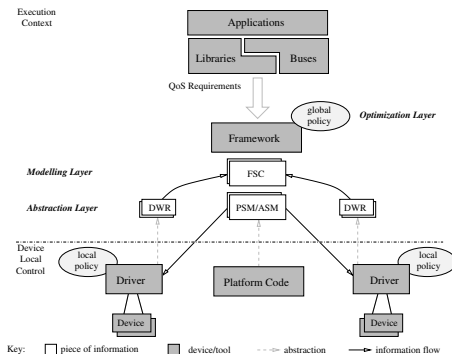 Execution
Context
Applications
Libraries
Buses
QoS Requirements
global
policy
Optimization Layer
Framework
Modelling Layer
FSC
Abstraction Layer
DWR
PSM/ASM
DWR
Device
Local
Control
local
policy
local
policy
Driver
Platform Code
Driver
Device
Device
Key: piece of information device/tool abstraction information flow